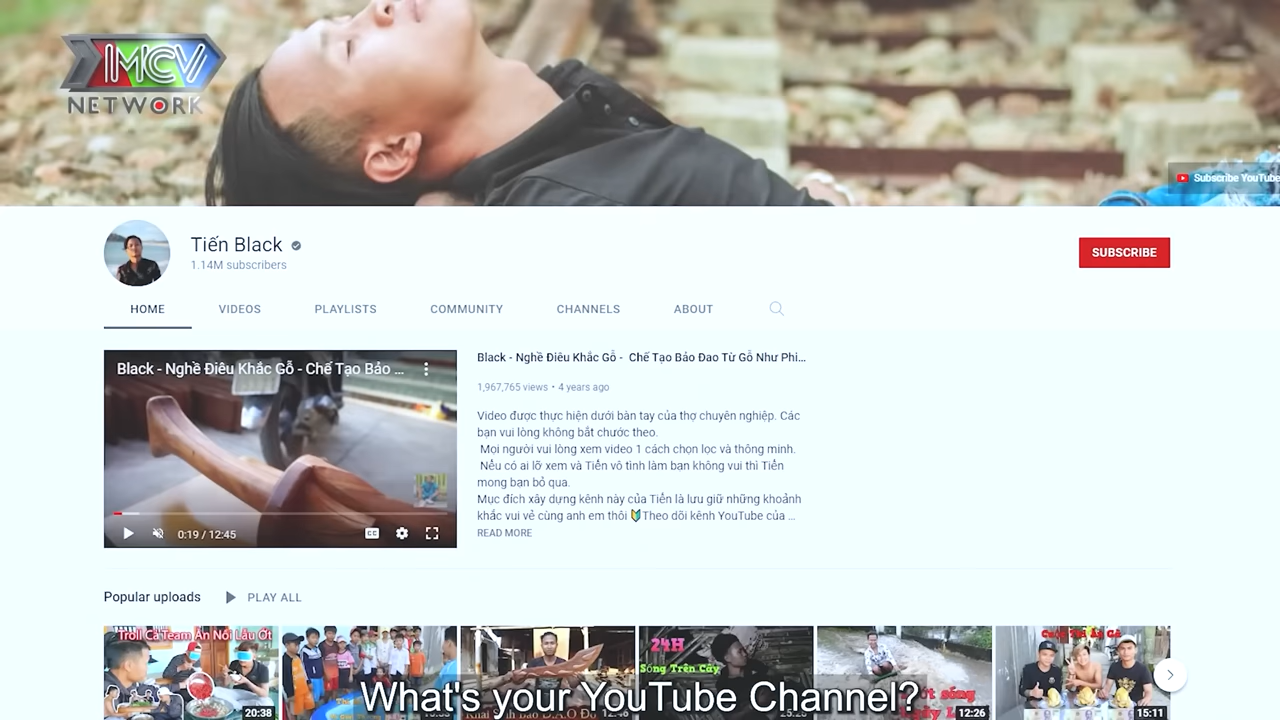 MCV
NETWORK
Subscribe YouTube
Tiến Black
1.14M subscribers
SUBSCRIBE
HOME
VIDEOS
PLAYLISTS
COMMUNITY
CHANNELS
ABOUT
Black - Nghề Điêu Khắc Gỗ - Chế Tạo Bảo ...
0:19 / 12:45
CC
Black - Nghề Điêu Khắc Gỗ - Chế Tạo Bảo Đao Từ Gỗ Như Phi...
1,967,765 views • 4 years ago
Video được thực hiện dưới bàn tay của thợ chuyên nghiệp. Các
bạn vui lòng không bắt chước theo.
Mọi người vui lòng xem video 1 cách chọn lọc và thông minh.
Nếu có ai lỡ xem và Tiến vô tình làm bạn không vui thì Tiến
mong bạn bỏ qua.
Mục đích xây dựng kênh này của Tiến là lưu giữ những khoảnh
khắc vui vẻ cùng anh em thôi 🔰Theo dõi kênh YouTube của ...
READ MORE
Popular uploads
PLAY ALL
Troll Cả Team Ăn Nồi Lẩu Ớt
20:38
24H
Sống Trên Cây
12:26
15:11
What's your YouTube Channel?